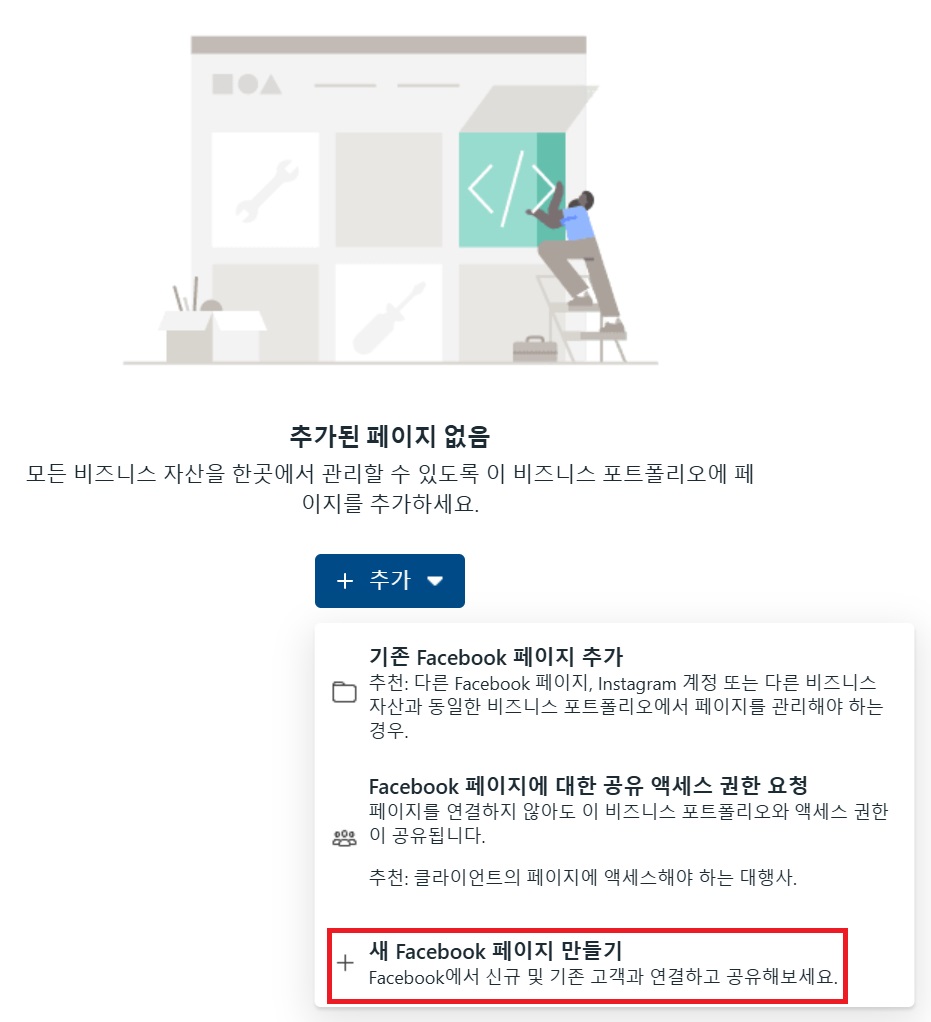 추가된 페이지 없음
모든 비즈니스 자산을 한곳에서 관리할 수 있도록 이 비즈니스 포트폴리오에 페
이지를 추가하세요.
+ 추가
기존 Facebook 페이지 추가
추천: 다른 Facebook 페이지, Instagram 계정 또는 다른 비즈니스
자산과 동일한 비즈니스 포트폴리오에서 페이지를 관리해야 하는
경우.
Facebook 페이지에 대한 공유 액세스 권한 요청
페이지를 연결하지 않아도 이 비즈니스 포트폴리오와 액세스 권한
이 공유됩니다.
추천: 클라이언트의 페이지에 액세스해야 하는 대행사.
새 Facebook 페이지 만들기
Facebook에서 신규 및 기존 고객과 연결하고 공유해보세요.